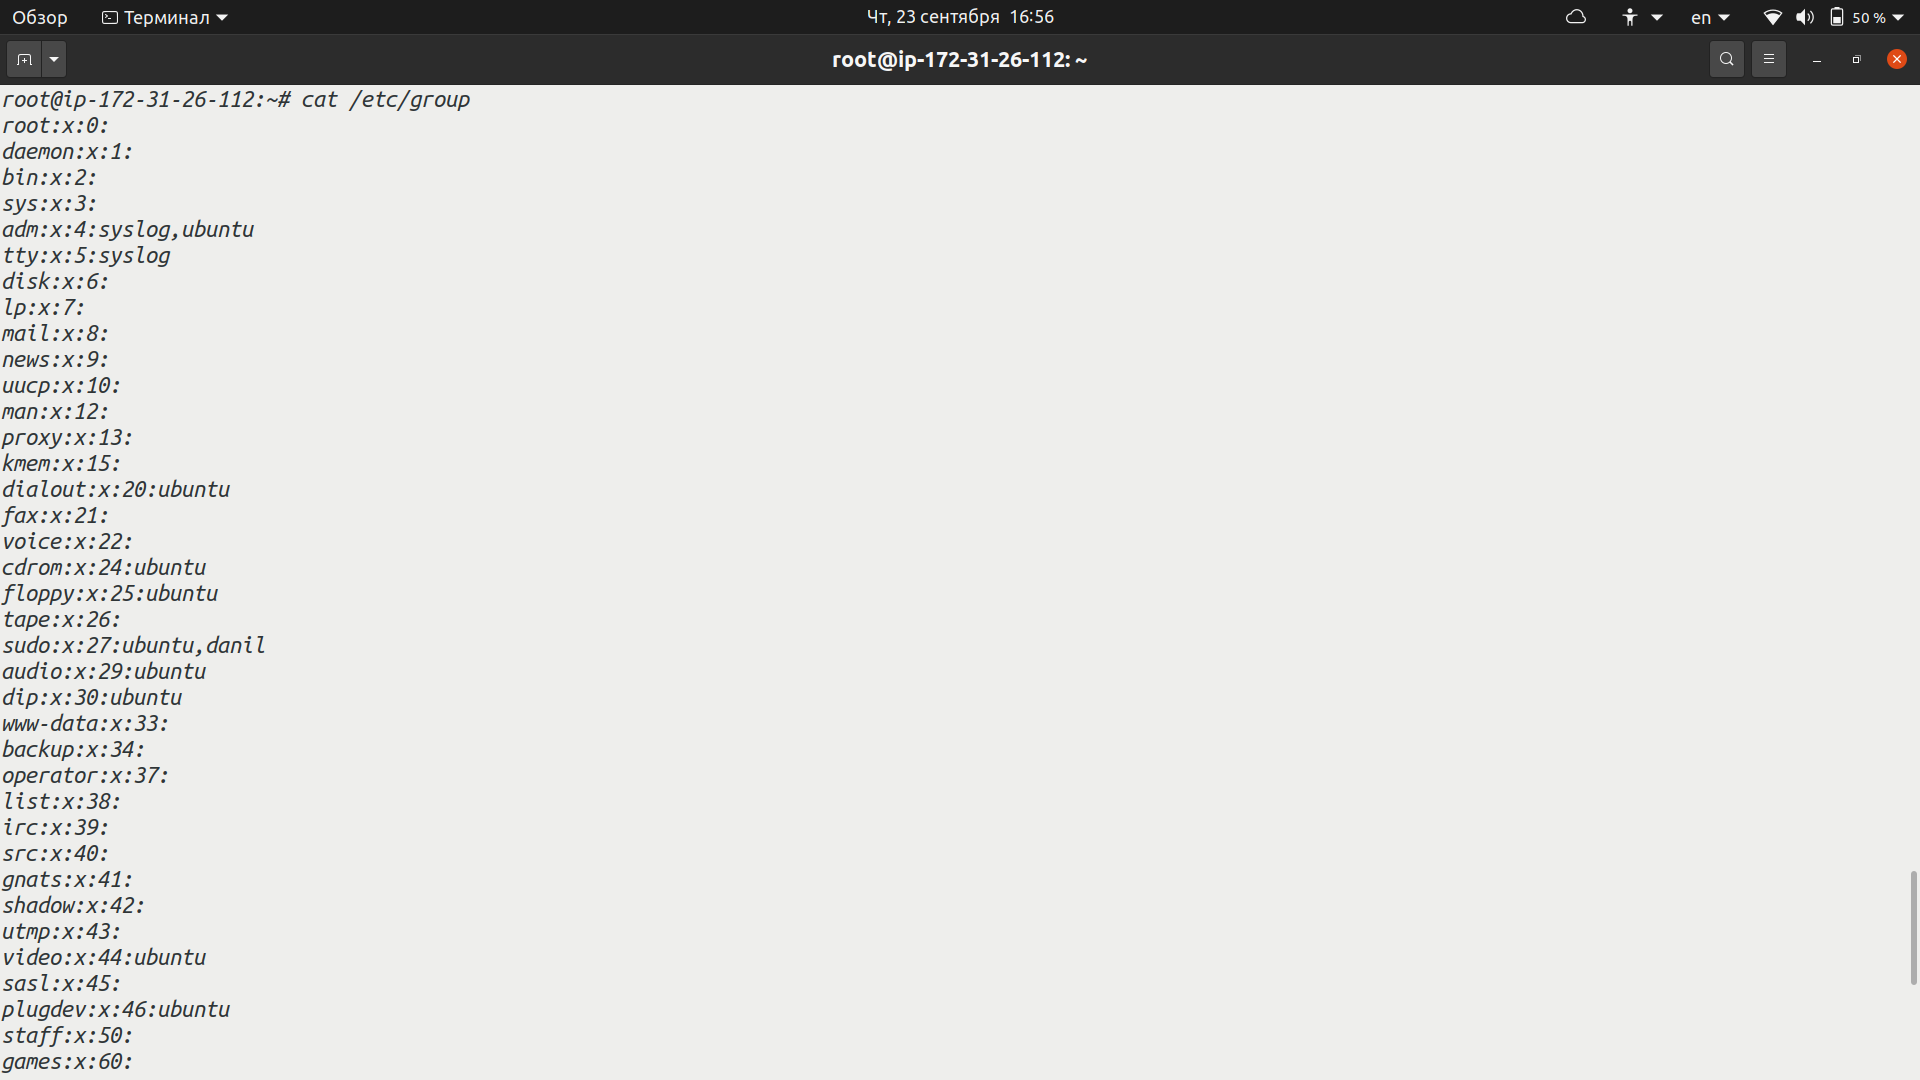 Обзор Терминал Чт, 23 сентября 16:56 en 50 %
root@ip-172-31-26-112: ~
root@ip-172-31-26-112:~# cat /etc/group
root:x:0:
daemon:x:1:
bin:x:2:
sys:x:3:
adm:x:4:syslog,ubuntu
tty:x:5:syslog
disk:x:6:
lp:x:7:
mail:x:8:
news:x:9:
uucp:x:10:
man:x:12:
proxy:x:13:
kmem:x:15:
dialout:x:20:ubuntu
fax:x:21:
voice:x:22:
cdrom:x:24:ubuntu
floppy:x:25:ubuntu
tape:x:26:
sudo:x:27:ubuntu,danil
audio:x:29:ubuntu
dip:x:30:ubuntu
www-data:x:33:
backup:x:34:
operator:x:37:
list:x:38:
irc:x:39:
src:x:40:
gnats:x:41:
shadow:x:42:
utmp:x:43:
video:x:44:ubuntu
sasl:x:45:
plugdev:x:46:ubuntu
staff:x:50:
games:x:60: